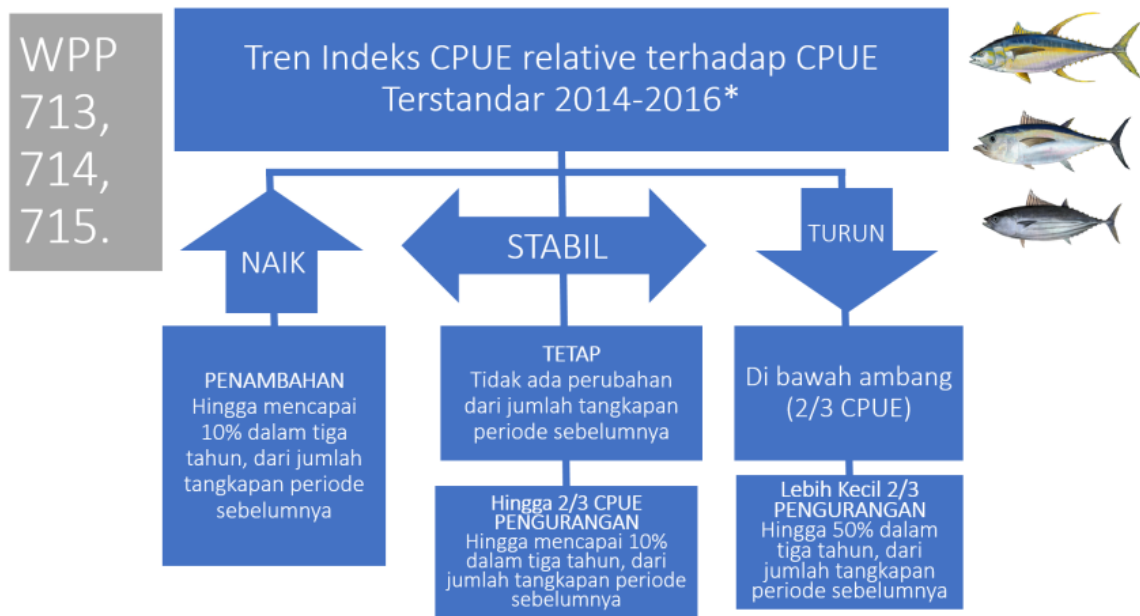 WPP
713,
714,
715.
Tren Indeks CPUE relative terhadap CPUE
Terstandar 2014-2016*
NAIK
STABIL
TURUN
PENAMBAHAN
Hingga mencapai
10% dalam tiga
tahun, dari jumlah
tangkapan periode
sebelumnya
TETAP
Tidak ada perubahan
dari jumlah tangkapan
periode sebelumnya
Hingga 2/3 CPUE
PENGURANGAN
Hingga mencapai 10%
dalam tiga tahun, dari
jumlah tangkapan periode
sebelumnya
Di bawah ambang
(2/3 CPUE)
Lebih Kecil 2/3
PENGURANGAN
Hingga 50% dalam
tiga tahun, dari
jumlah tangkapan
periode sebelumnya